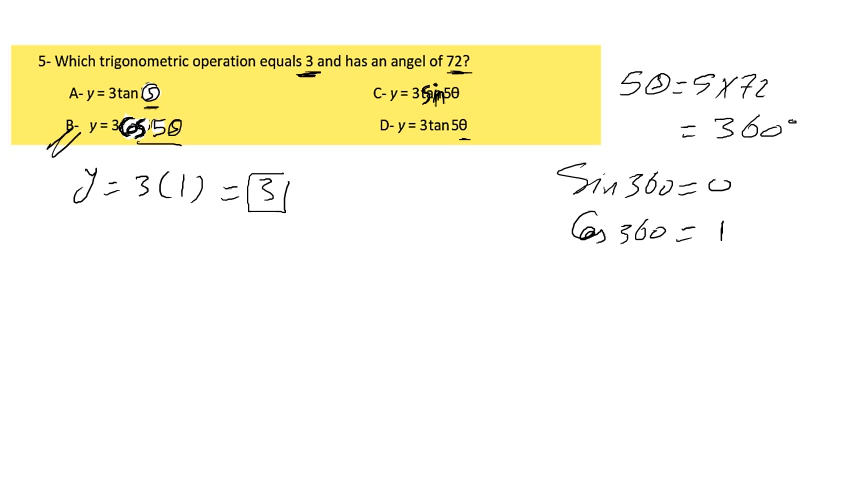 5- Which trigonometric operation equals 3 and has an angel of 72?
A- y = 3tan θ
C- y = 3 sin 5θ
B- y = 3 cos 5θ
D- y = 3tan 5θ
5θ = 5 x 72
= 360°
y = 3(1) = 3
Sin 360 = 0
Cos 360 = 1